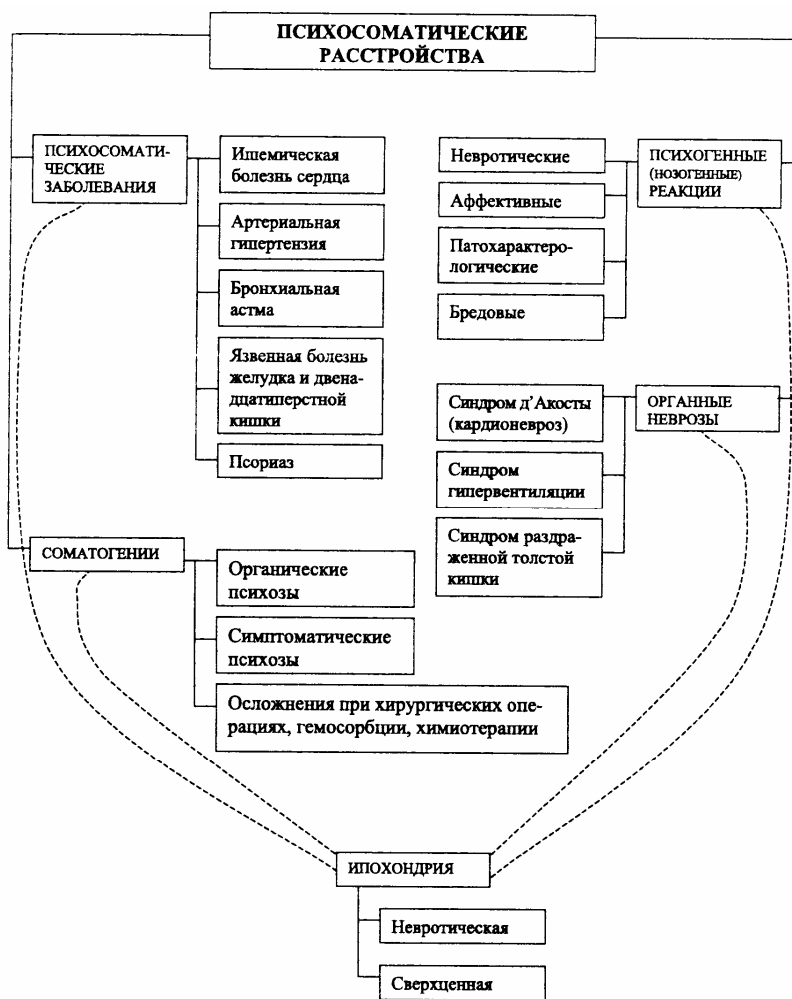 ПСИХОСОМАТИЧЕСКИЕ
РАССТРОЙСТВА
ПСИХОСОМАТИ-
ЧЕСКИЕ
ЗАБОЛЕВАНИЯ
Ишемическая
болезнь сердца
Артериальная
гипертензия
Бронхиальная
астма
Язвенная болезнь
желудка и двена-
дцатиперстной
кишки
Псориаз
ПСИХОГЕННЫЕ
(НОЗОГЕННЫЕ)
РЕАКЦИИ
Невротические
Аффективные
Патохарактеро-
логические
Бредовые
ОРГАННЫЕ
НЕВРОЗЫ
Синдром д'Акосты
(кардионевроз)
Синдром
гипервентиляции
Синдром раздра-
женной толстой
кишки
СОМАТОГЕНИИ
Органические
психозы
Симптоматические
психозы
Осложнения при хирургических опе-
рациях, гемосорбции, химиотерапии
ИПОХОНДРИЯ
Невротическая
Сверхценная